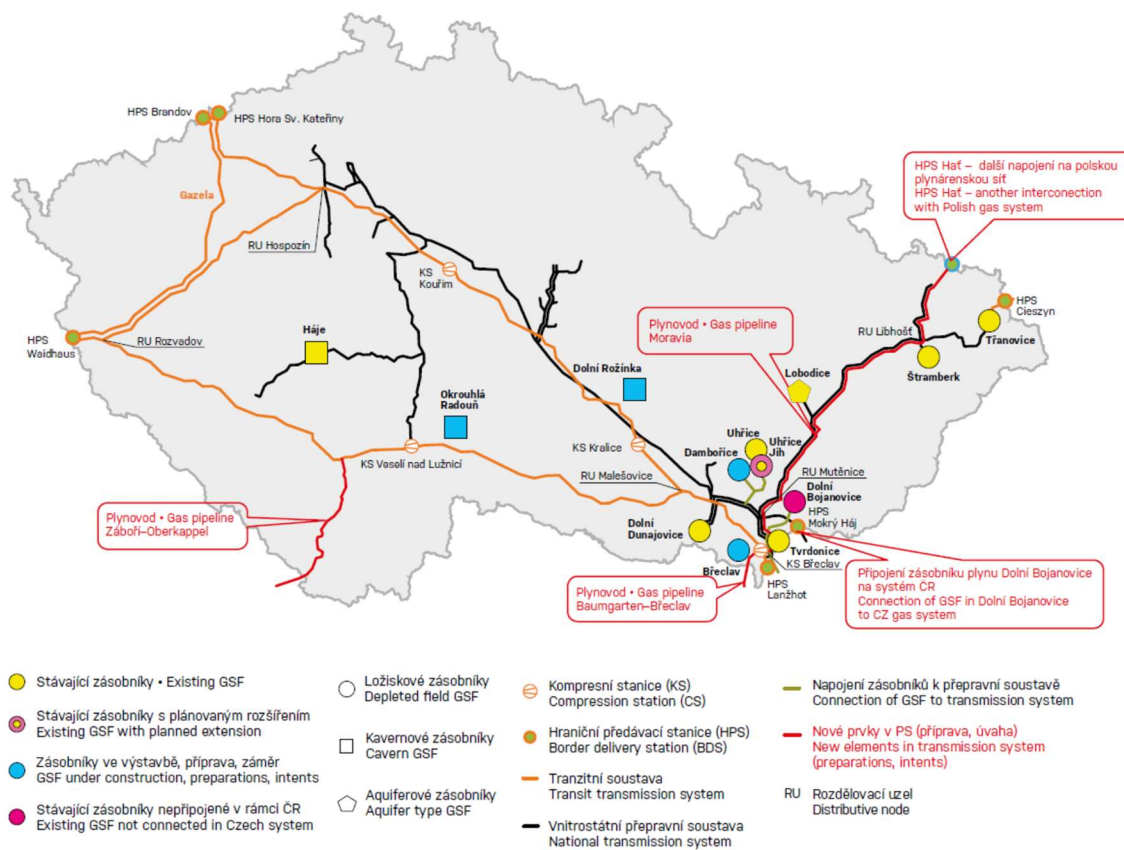 HPS Brandov
HPS Hora Sv. Kateřiny
Gazela
RU Hospozín
KS
Kouřim
HPS
Waidhaus
RU Rozvadov
Háje
Okrouhlá
Radouň
Dolní Rožínka
KS Veselí nad Lužnicí
KS Kralice
RU Malešovice
Plynovod • Gas pipeline
Záboří–Oberkappel
HPS Hať – další napojení na polskou
plynárenskou síť
HPS Hať – another interconection
with Polish gas system
Plynovod • Gas pipeline
Moravia
RU Libhošť
HPS
Cieszyn
Třanovice
Štramberk
Lobodice
Uhřice
Uhřice
Jih
Dambořice
RU Mutěnice
Dolní
Bojanovice
HPS
Mokrý Háj
Dolní
Dunajovice
Tvrdonice
Břeclav
KS Břeclav
HPS
Lanžhot
Plynovod • Gas pipeline
Baumgarten–Břeclav
Připojení zásobníku plynu Dolní Bojanovice
na systém ČR
Connection of GSF in Dolní Bojanovice
to CZ gas system
Stávající zásobníky • Existing GSF
Stávající zásobníky s plánovaným rozšířením
Existing GSF with planned extension
Zásobníky ve výstavbě, příprava, záměr
GSF under construction, preparations, intents
Stávající zásobníky nepřipojené v rámci ČR
Existing GSF not connected in Czech system
Ložiskové zásobníky
Depleted field GSF
Kavernové zásobníky
Cavern GSF
Aquiferové zásobníky
Aquifer type GSF
Kompresní stanice (KS)
Compression station (CS)
Hraniční předávací stanice (HPS)
Border delivery station (BDS)
Tranzitní soustava
Transit transmission system
Vnitrostátní přepravní soustava
National transmission system
Napojení zásobníků k přepravní soustavě
Connection of GSF to transmission system
Nové prvky v PS (příprava, úvaha)
New elements in transmission system
(preparations, intents)
RU Rozdělovací uzel
Distributive node